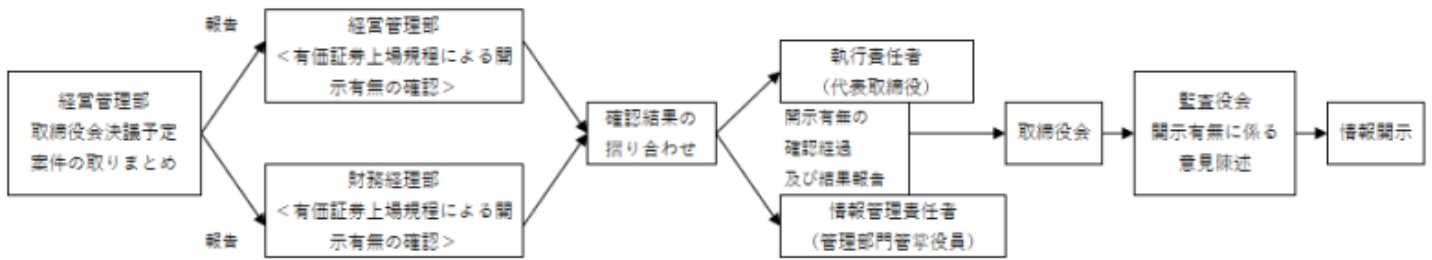 報告
経営管理部
＜有価証券上場規程による開
示有無の確認＞
経営管理部
取締役会決議予定
案件の取りまとめ
財務経理部
＜有価証券上場規程による開
示有無の確認＞
報告
確認結果の
摺り合わせ
執行責任者
（代表取締役）
開示有無の
確認経過
及び結果報告
情報管理責任者
（管理部門管掌役員）
取締役会
監査役会
開示有無に係る
意見陳述
情報開示